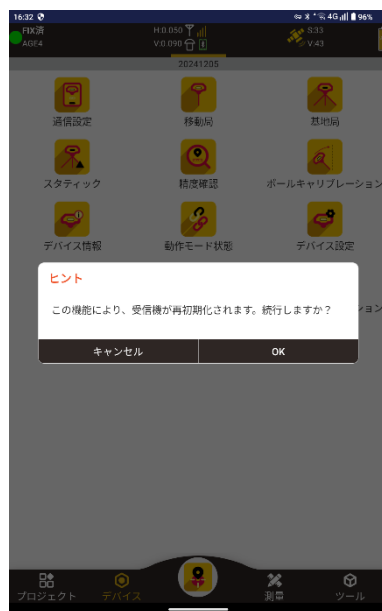 16:32 4G 96%
FIX済 H:0.050 S:33
AGE4 V:0.090 V:43
20241205
通信設定 移動局 基地局
スタティック 精度確認 ポールキャリブレーション
デバイス情報 動作モード状態 デバイス設定
ヒント
この機能により、受信機が再初期化されます。続行しますか？
ション
キャンセル OK
プロジェクト デバイス 測量 ツール